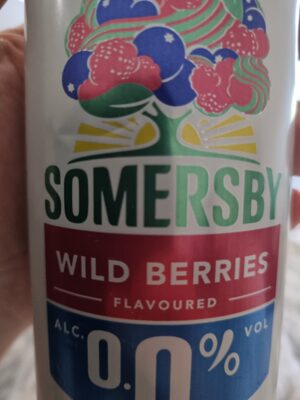 SOMERSBY
WILD BERRIES
FLAVOURED
ALC. 0.0% VOL